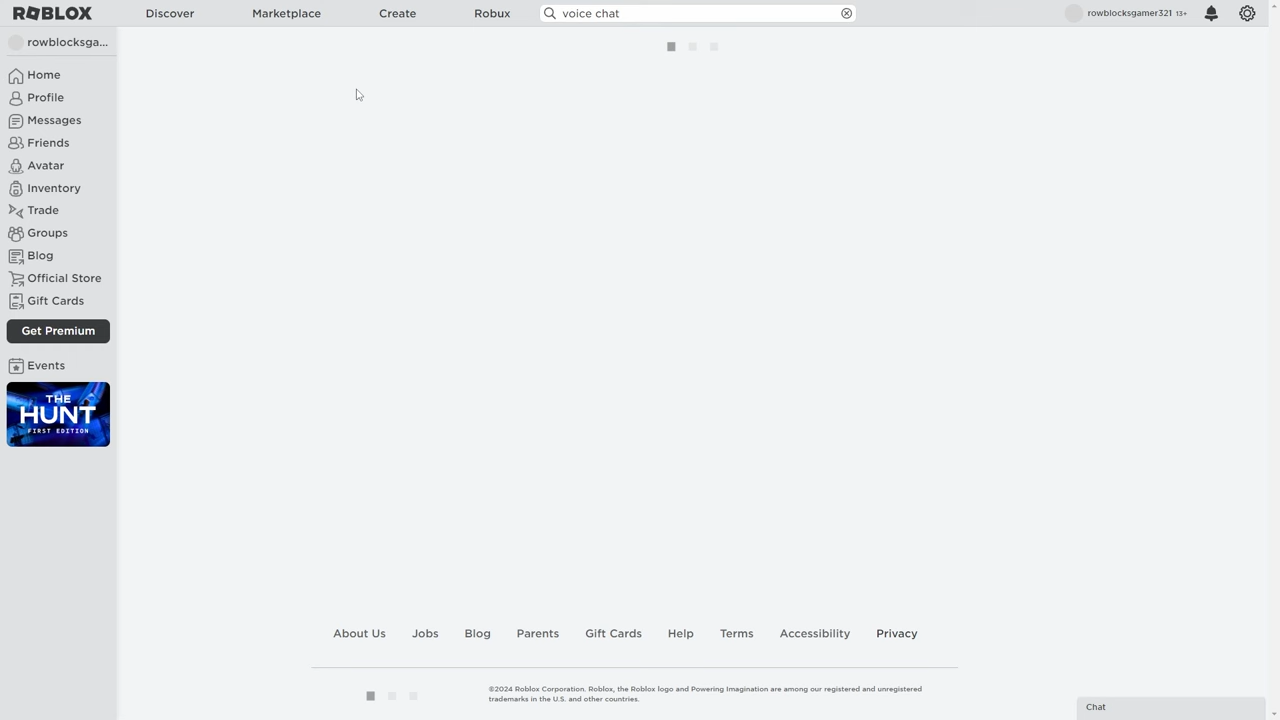 ROBLOX
Discover
Marketplace
Create
Robux
voice chat
rowblocksgamer321 13+
rowblocksga...
Home
Profile
Messages
Friends
Avatar
Inventory
Trade
Groups
Blog
Official Store
Gift Cards
Get Premium
Events
THE
HUNT
FIRST EDITION
About Us
Jobs
Blog
Parents
Gift Cards
Help
Terms
Accessibility
Privacy
©2024 Roblox Corporation. Roblox, the Roblox logo and Powering Imagination are among our registered and unregistered
trademarks in the U.S. and other countries.
Chat